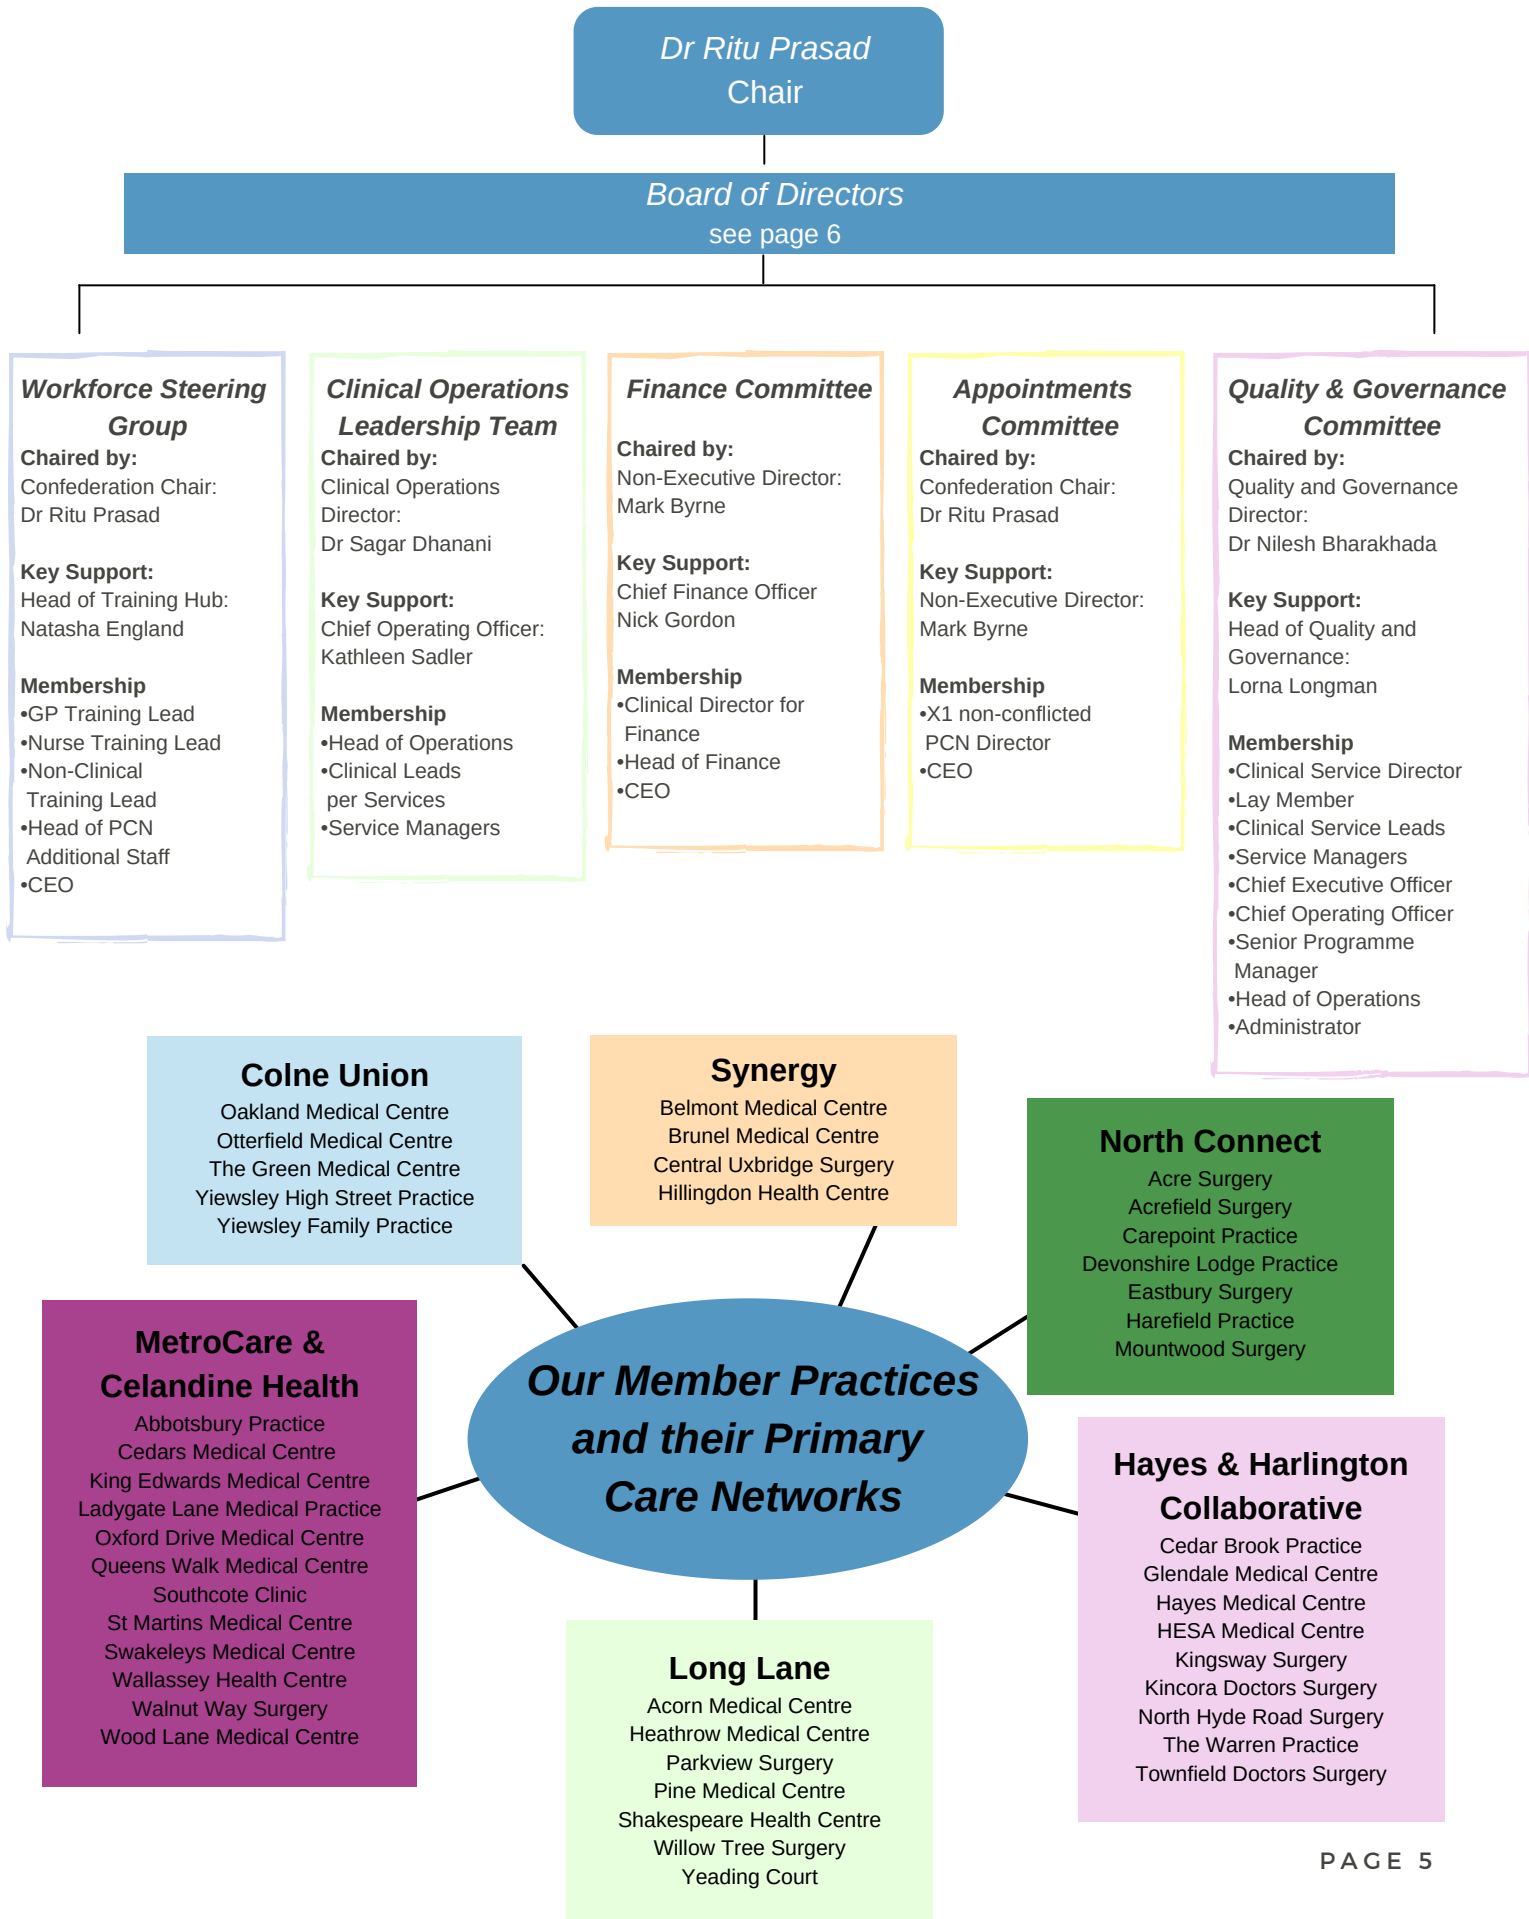 Dr Ritu Prasad
Chair
Board of Directors
see page 6
Workforce Steering
Group
Chaired by:
Confederation Chair:
Dr Ritu Prasad
Key Support:
Head of Training Hub:
Natasha England
Membership
•GP Training Lead
•Nurse Training Lead
•Non-Clinical
Training Lead
•Head of PCN
Additional Staff
•CEO
Clinical Operations
Leadership Team
Chaired by:
Clinical Operations
Director:
Dr Sagar Dhanani
Key Support:
Chief Operating Officer:
Kathleen Sadler
Membership
•Head of Operations
•Clinical Leads
per Services
•Service Managers
Finance Committee
Chaired by:
Non-Executive Director:
Mark Byrne
Key Support:
Chief Finance Officer
Nick Gordon
Membership
•Clinical Director for
Finance
•Head of Finance
•CEO
Appointments
Committee
Chaired by:
Confederation Chair:
Dr Ritu Prasad
Key Support:
Non-Executive Director:
Mark Byrne
Membership
•X1 non-conflicted
PCN Director
•CEO
Quality & Governance
Committee
Chaired by:
Quality and Governance
Director:
Dr Nilesh Bharakhada
Key Support:
Head of Quality and
Governance:
Lorna Longman
Membership
•Clinical Service Director
•Lay Member
•Clinical Service Leads
•Service Managers
•Chief Executive Officer
•Chief Operating Officer
•Senior Programme
Manager
•Head of Operations
•Administrator
Colne Union
Oakland Medical Centre
Otterfield Medical Centre
The Green Medical Centre
Yiewsley High Street Practice
Yiewsley Family Practice
Synergy
Belmont Medical Centre
Brunel Medical Centre
Central Uxbridge Surgery
Hillingdon Health Centre
North Connect
Acre Surgery
Acrefield Surgery
Carepoint Practice
Devonshire Lodge Practice
Eastbury Surgery
Harefield Practice
Mountwood Surgery
MetroCare &
Celandine Health
Abbotsbury Practice
Cedars Medical Centre
King Edwards Medical Centre
Ladygate Lane Medical Practice
Oxford Drive Medical Centre
Queens Walk Medical Centre
Southcote Clinic
St Martins Medical Centre
Swakeleys Medical Centre
Wallassey Health Centre
Walnut Way Surgery
Wood Lane Medical Centre
Our Member Practices
and their Primary
Care Networks
Hayes & Harlington
Collaborative
Cedar Brook Practice
Glendale Medical Centre
Hayes Medical Centre
HESA Medical Centre
Kingsway Surgery
Kincora Doctors Surgery
North Hyde Road Surgery
The Warren Practice
Townfield Doctors Surgery
Long Lane
Acorn Medical Centre
Heathrow Medical Centre
Parkview Surgery
Pine Medical Centre
Shakespeare Health Centre
Willow Tree Surgery
Yeading Court
PAGE 5